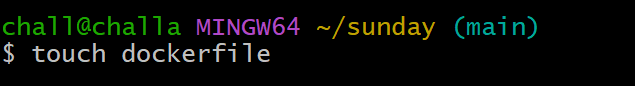 chall@challa MINGW64 ~/sunday (main)
$ touch dockerfile